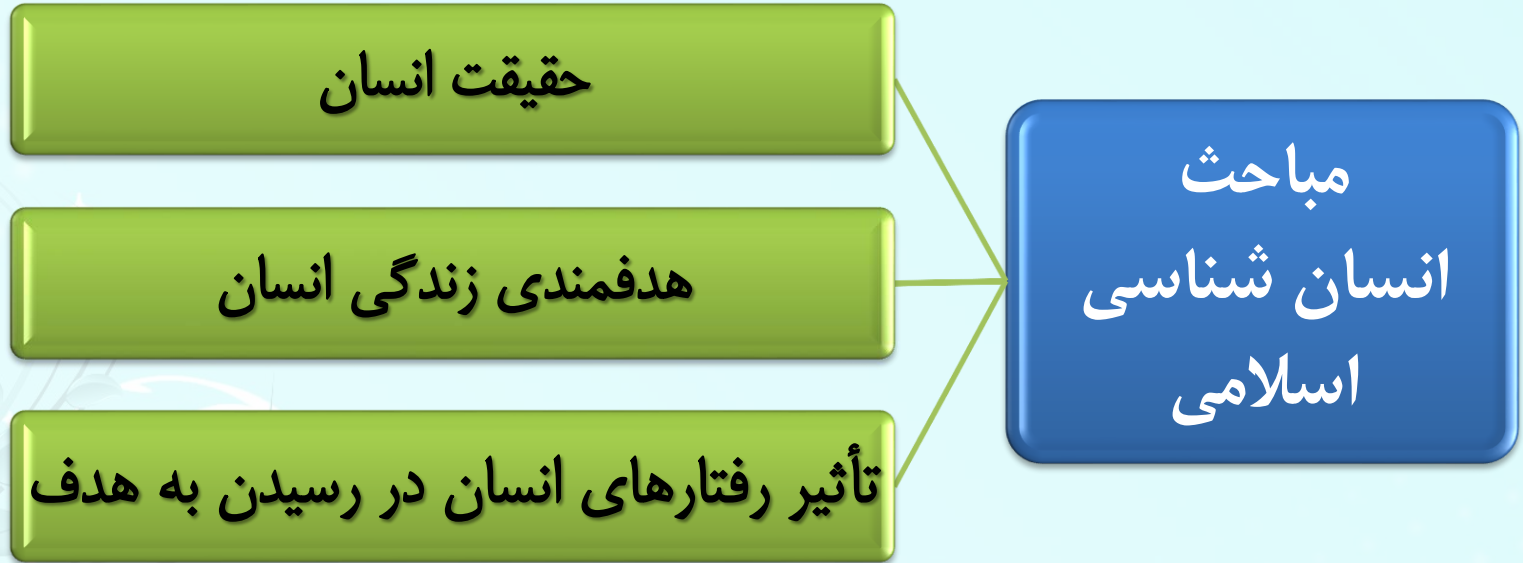 مباحث
انسان شناسی
اسلامی
حقیقت انسان
هدفمندی زندگی انسان
تأثیر رفتارهای انسان در رسیدن به هدف